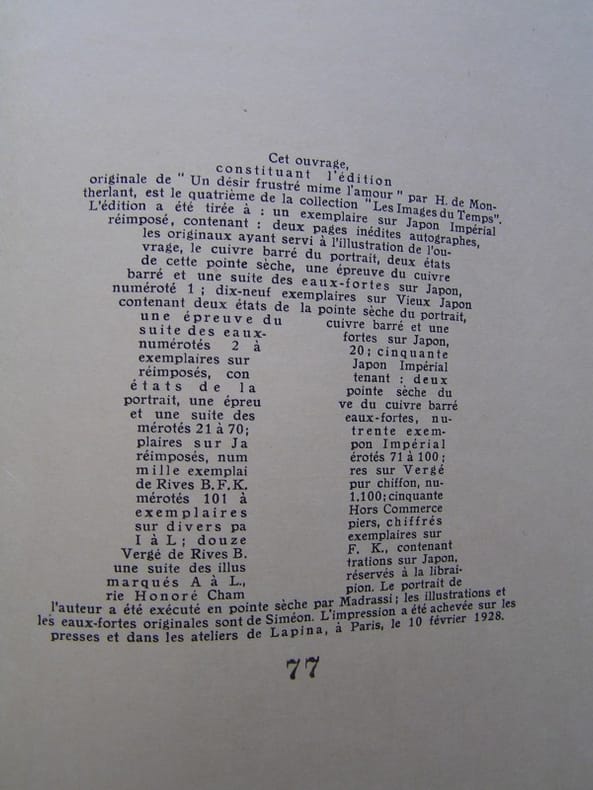 Cet ouvrage,
constituant l'édition
originale de " Un désir frustré mime l'amour " par H. de Mon-
therlant, est le quatrième de la collection "Les Images du Temps".
L'édition a été tirée à : un exemplaire sur Japon Impérial
réimposé, contenant : deux pages inédites autographes,
les originaux ayant servi à l'illustration de l'ou-
vrage, le cuivre barré du portrait, deux états
de cette pointe sèche, une épreuve du cuivre
barré et une suite des eaux-fortes sur Japon,
numéroté 1 ; dix-neuf exemplaires sur Vieux Japon
contenant deux états de la pointe sèche du portrait,
une épreuve du cuivre barré et une
suite des eaux- fortes sur Japon,
numérotés 2 à 20 ; cinquante
exemplaires sur Japon Impérial
réimposés, con tenant : deux
états de la pointe sèche du
portrait, une épreu ve du cuivre barré
et une suite des eaux-fortes, nu-
mérotés 21 à 70; trente exem-
plaires sur Ja pon Impérial
réimposés, num érotés 71 à 100 ;
mille exemplai res sur Vergé
de Rives B.F.K. pur chiffon, nu-
mérotés 101 à 1.100; cinquante
exemplaires Hors Commerce
sur divers pa piers, chiffrés
I à L ; douze exemplaires sur
Vergé de Rives B. F. K., contenant
une suite des illus trations sur Japon,
marqués A à L., réservés à la librai-
rie Honoré Cham pion. Le portrait de
l'auteur a été exécuté en pointe sèche par Madrassi ; les illustrations et
les eaux-fortes originales sont de Siméon. L'impression a été achevée sur les
presses et dans les ateliers de Lapina, à Paris, le 10 février 1928.
77